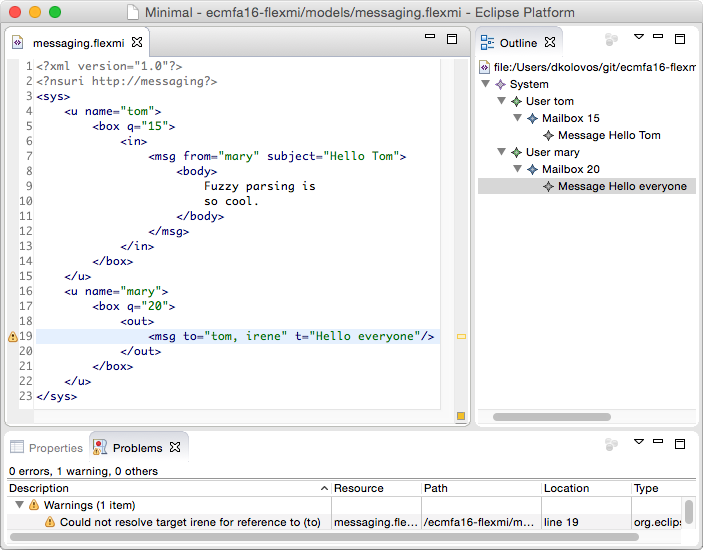 Minimal - ecmfa16-flexmi/models/messaging.flexmi - Eclipse Platform
messaging.flexmi
1 <?xml version="1.0"?>
2 <?nsuri http://messaging?>
3 <sys>
4 <u name="tom">
5 <box q="15">
6 <in>
7 <msg from="mary" subject="Hello Tom">
8 <body>
9 Fuzzy parsing is
10 so cool.
11 </body>
12 </msg>
13 </in>
14 </box>
15 </u>
16 <u name="mary">
17 <box q="20">
18 <out>
19 <msg to="tom, irene" t="Hello everyone"/>
20 </out>
21 </box>
22 </u>
23 </sys>
Outline
file:/Users/dkolovos/git/ecmfa16-flexm
System
User tom
Mailbox 15
Message Hello Tom
User mary
Mailbox 20
Message Hello everyone
Properties Problems
0 errors, 1 warning, 0 others
Description Resource Path Location Type
Warnings (1 item)
Could not resolve target irene for reference to (to) messaging.fle... /ecmfa16-flexmi/m... line 19 org.eclips